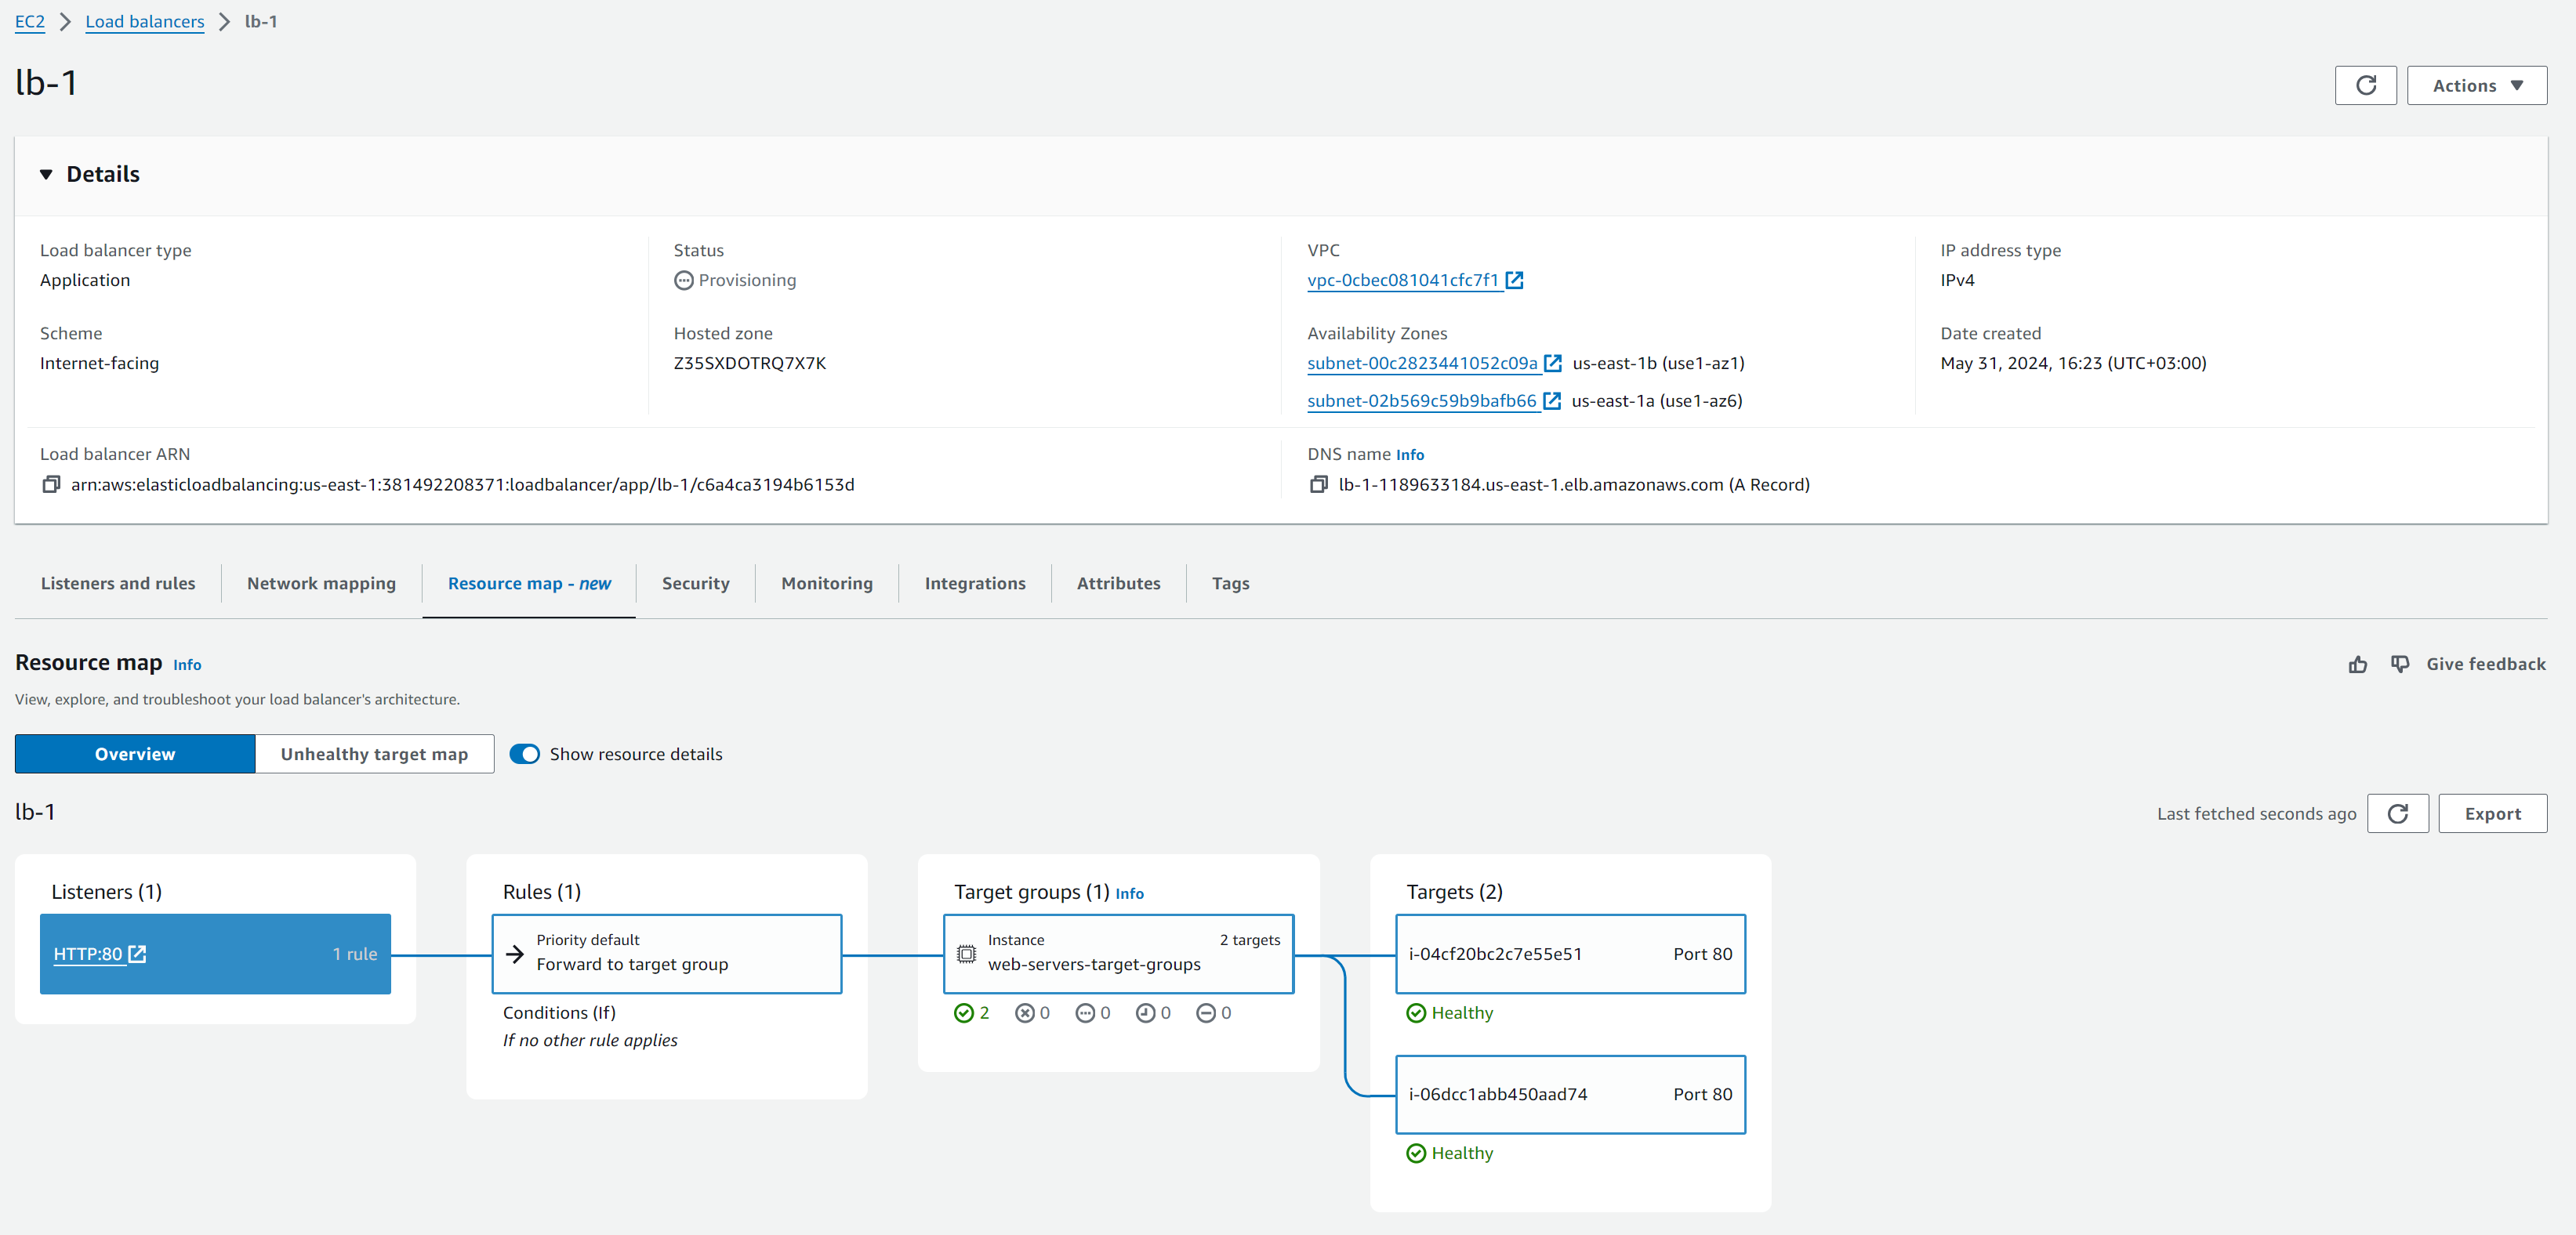 EC2 > Load balancers > lb-1
lb-1
Actions
Details
Load balancer type
Application
Status
Provisioning
VPC
vpc-0cbec081041cfc7f1
IP address type
IPv4
Scheme
Internet-facing
Hosted zone
Z35SXDOTRQ7X7K
Availability Zones
subnet-00c2823441052c09a us-east-1b (use1-az1)
subnet-02b569c59b9bafb66 us-east-1a (use1-az6)
Date created
May 31, 2024, 16:23 (UTC+03:00)
Load balancer ARN
arn:aws:elasticloadbalancing:us-east-1:381492208371:loadbalancer/app/lb-1/c6a4ca3194b6153d
DNS name Info
lb-1-1189633184.us-east-1.elb.amazonaws.com (A Record)
Listeners and rules
Network mapping
Resource map - new
Security
Monitoring
Integrations
Attributes
Tags
Resource map Info
Give feedback
View, explore, and troubleshoot your load balancer's architecture.
Overview
Unhealthy target map
Show resource details
lb-1
Last fetched seconds ago
Export
Listeners (1)
HTTP:80 1 rule
Rules (1)
Priority default
Forward to target group
Conditions (If)
If no other rule applies
Target groups (1) Info
Instance 2 targets
web-servers-target-groups
2 0 0 0 0
Targets (2)
i-04cf20bc2c7e55e51 Port 80
Healthy
i-06dcc1abb450aad74 Port 80
Healthy